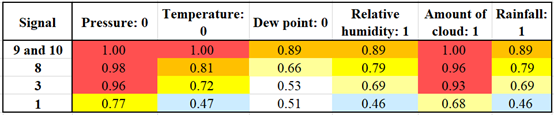 Signal Pressure: 0 Temperature: 0 Dew point: 0 Relative humidity: 1 Amount of cloud: 1 Rainfall: 1
9 and 10 1.00 1.00 0.89 0.89 1.00 0.89
8 0.98 0.81 0.66 0.79 0.96 0.79
3 0.96 0.72 0.53 0.69 0.93 0.69
1 0.77 0.47 0.51 0.46 0.68 0.46